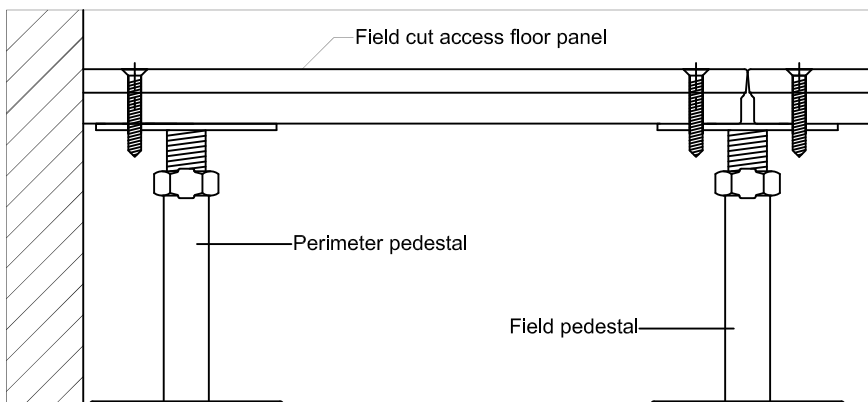 Field cut access floor panel
Perimeter pedestal
Field pedestal